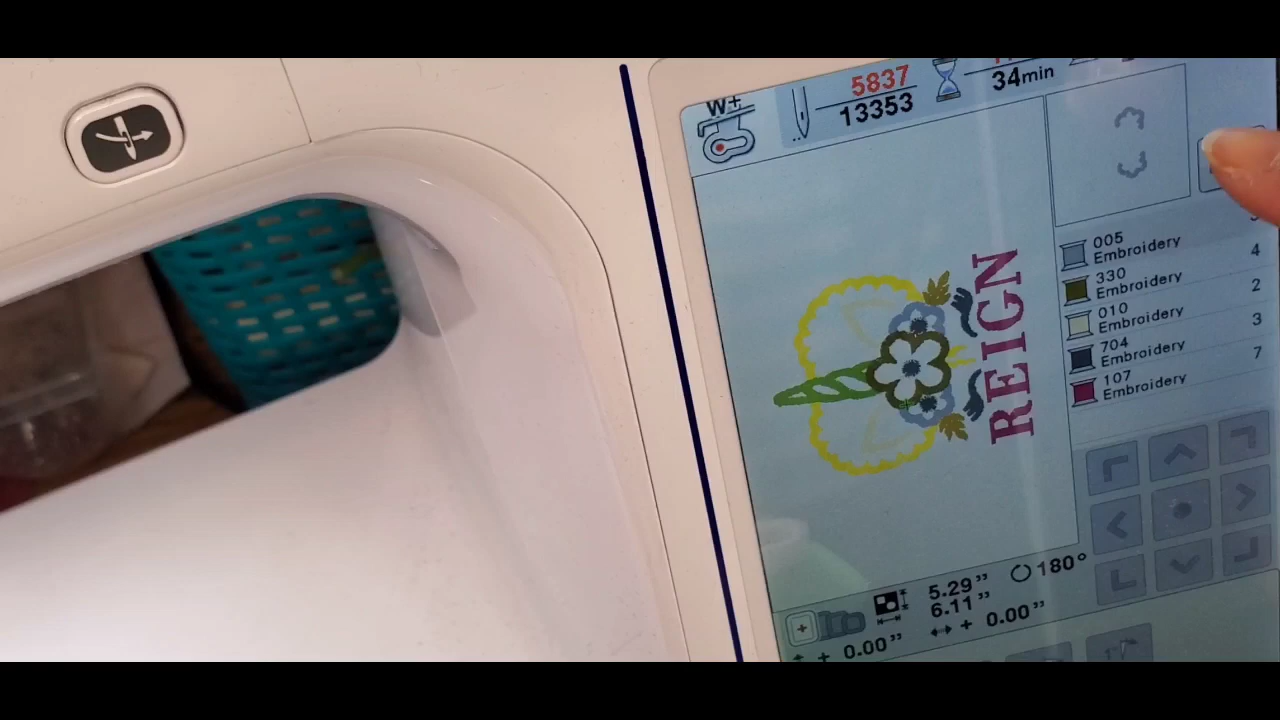 W+
5837
13353
34min
005
Embroidery
4
330
Embroidery
2
010
Embroidery
3
704
Embroidery
7
107
Embroidery
REIGN
5.29”
6.11”
180°
+ 0.00”
+ 0.00”